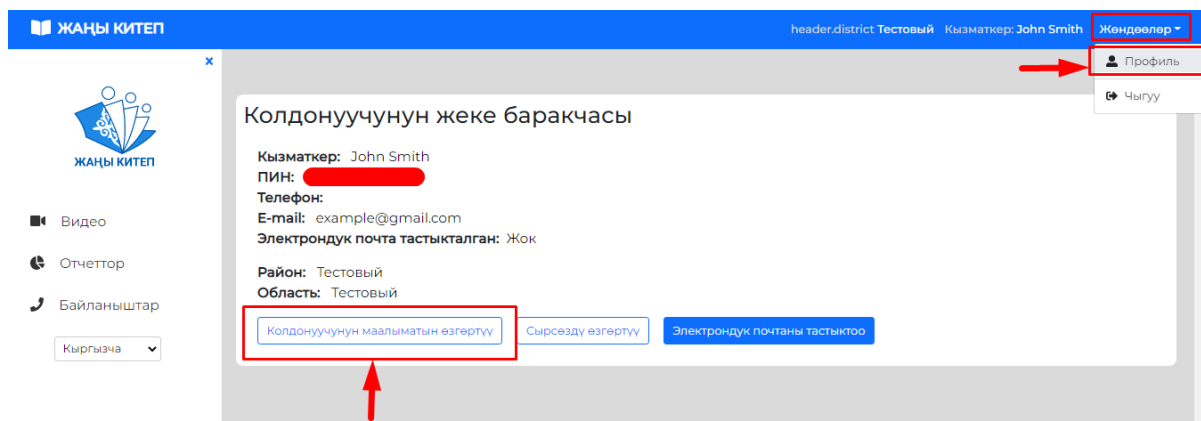 ЖАҢЫ КИТЕП
header.district Тестовый Кызматкер: John Smith Жөндөөлөр
Профиль
Чыгуу
ЖАҢЫ КИТЕП
Видео
Отчеттор
Байланыштар
Кыргызча
Колдонуучунун жеке баракчасы
Кызматкер: John Smith
ПИН:
Телефон:
E-mail: example@gmail.com
Электрондук почта тастыкталган: Жок
Район: Тестовый
Область: Тестовый
Колдонуучунун маалыматын өзгөртүү Сырсөздү өзгөртүү Электрондук почтаны тастыктоо